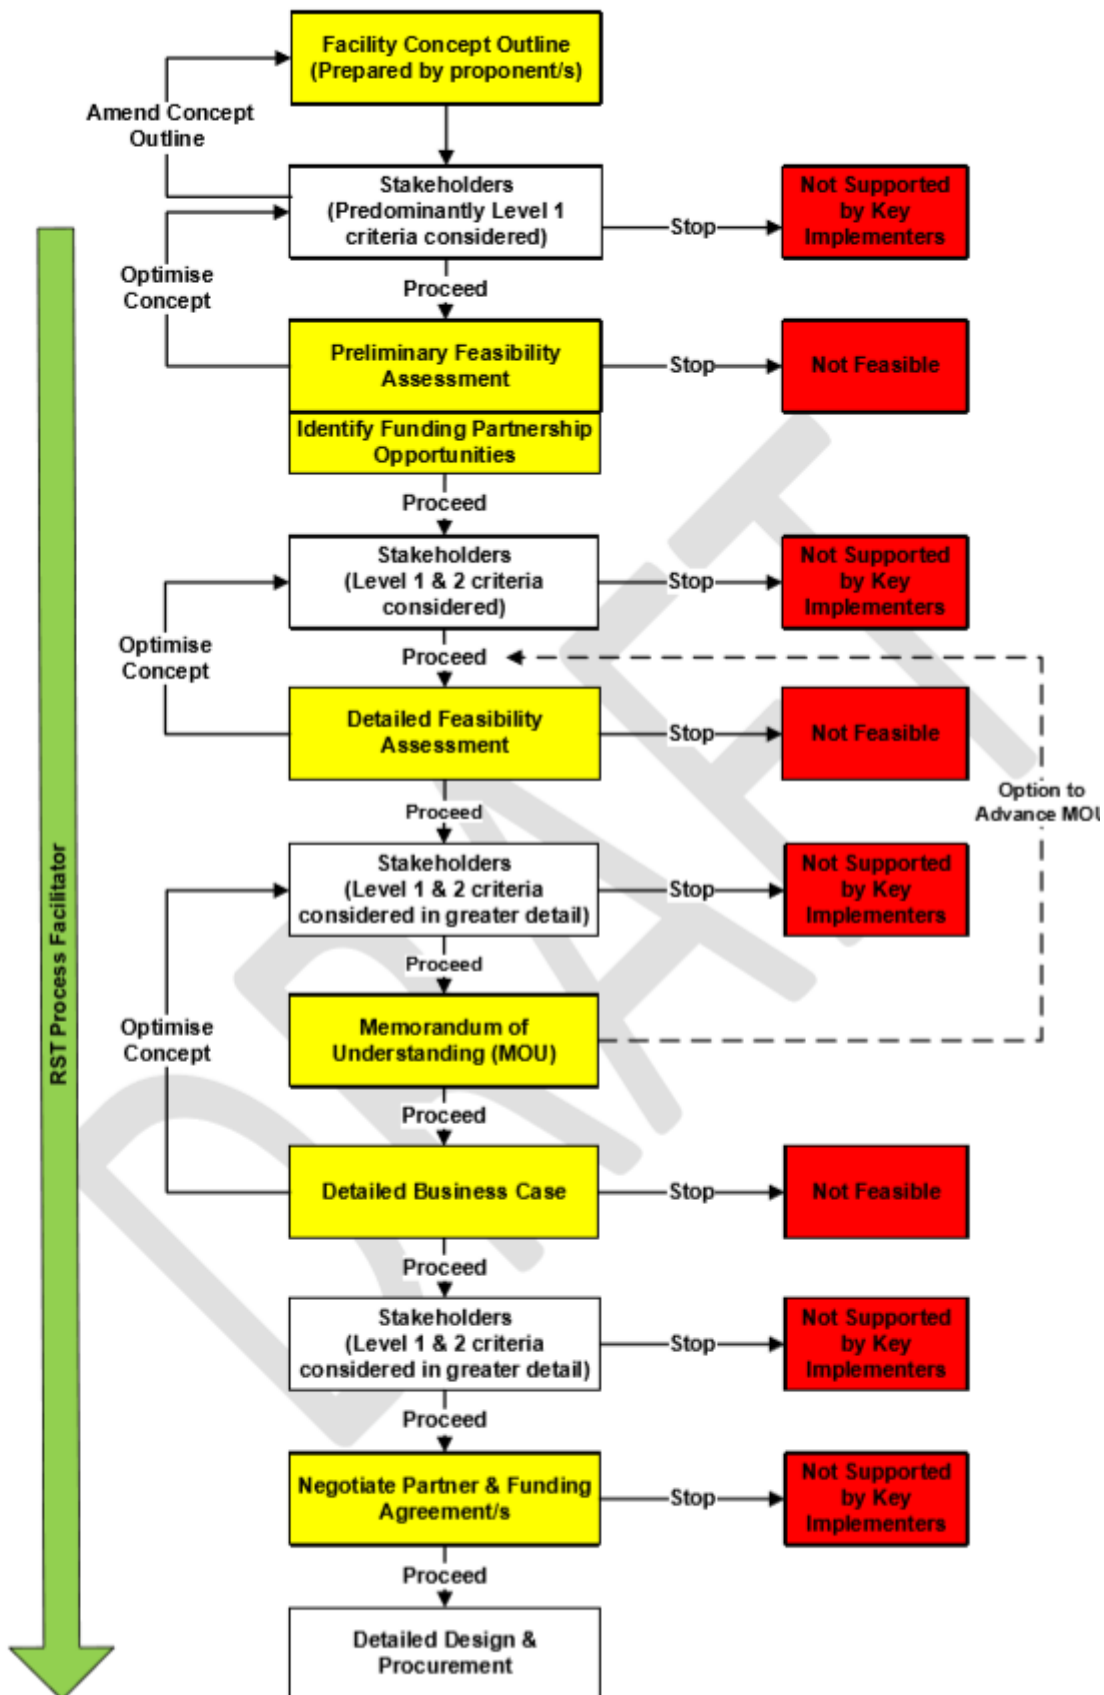 Facility Concept Outline
(Prepared by proponent/s)
Amend Concept
Outline
Stakeholders
(Predominantly Level 1
criteria considered)
Stop
Not Supported
by Key
Implementers
Optimise
Concept
Proceed
Preliminary Feasibility
Assessment
Stop
Not Feasible
Identify Funding Partnership
Opportunities
Proceed
Stakeholders
(Level 1 & 2 criteria
considered)
Stop
Not Supported
by Key
Implementers
Optimise
Concept
Proceed
Detailed Feasibility
Assessment
Stop
Not Feasible
Option to
Advance MOU
Proceed
Stakeholders
(Level 1 & 2 criteria
considered in greater detail)
Stop
Not Supported
by Key
Implementers
RST Process Facilitator
Proceed
Optimise
Concept
Memorandum of
Understanding (MOU)
Proceed
Detailed Business Case
Stop
Not Feasible
Proceed
Stakeholders
(Level 1 & 2 criteria
considered in greater detail)
Stop
Not Supported
by Key
Implementers
Proceed
Negotiate Partner & Funding
Agreement/s
Stop
Not Supported
by Key
Implementers
Proceed
Detailed Design &
Procurement
DRAFT